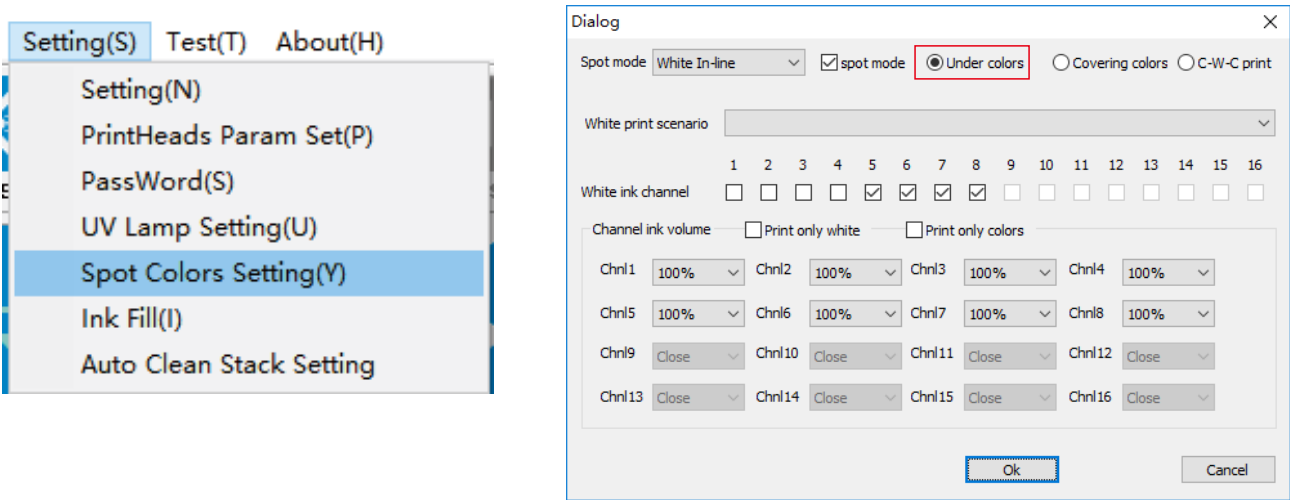 Setting(S) Test(T) About(H)
Setting(N)
PrintHeads Param Set(P)
PassWord(S)
UV Lamp Setting(U)
Spot Colors Setting(Y)
Ink Fill(I)
Auto Clean Stack Setting
Dialog
Spot mode White In-line spot mode Under colors Covering colors C-W-C print
White print scenario
1 2 3 4 5 6 7 8 9 10 11 12 13 14 15 16
White ink channel
Channel ink volume Print only white Print only colors
Chnl1 100% Chnl2 100% Chnl3 100% Chnl4 100%
Chnl5 100% Chnl6 100% Chnl7 100% Chnl8 100%
Chnl9 Close Chnl10 Close Chnl11 Close Chnl12 Close
Chnl13 Close Chnl14 Close Chnl15 Close Chnl16 Close
Ok Cancel